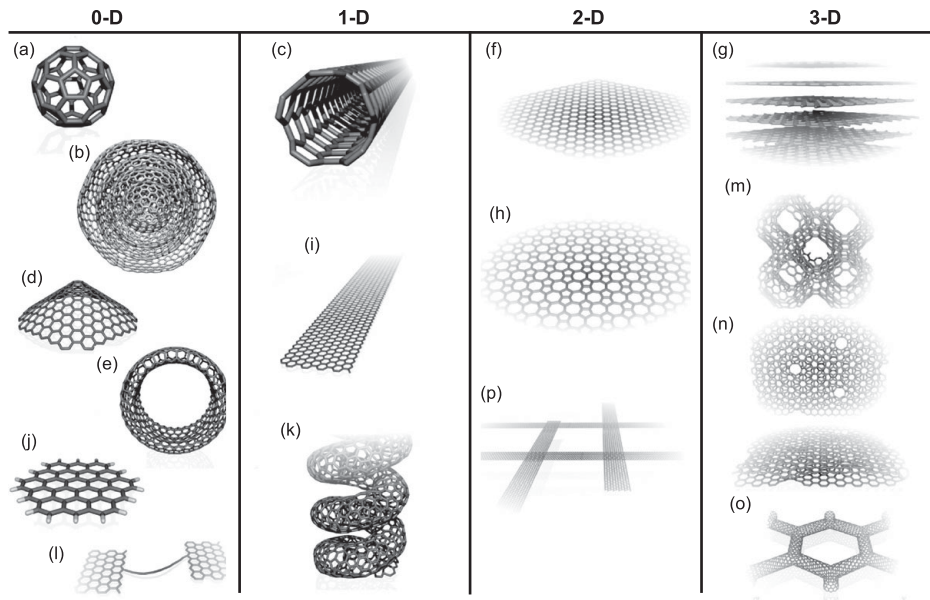 0-D 1-D 2-D 3-D
(a) (c) (f) (g)
(b)
(m)
(h)
(i)
(d)
(n)
(e)
(p)
(k)
(j)
(o)
(l)